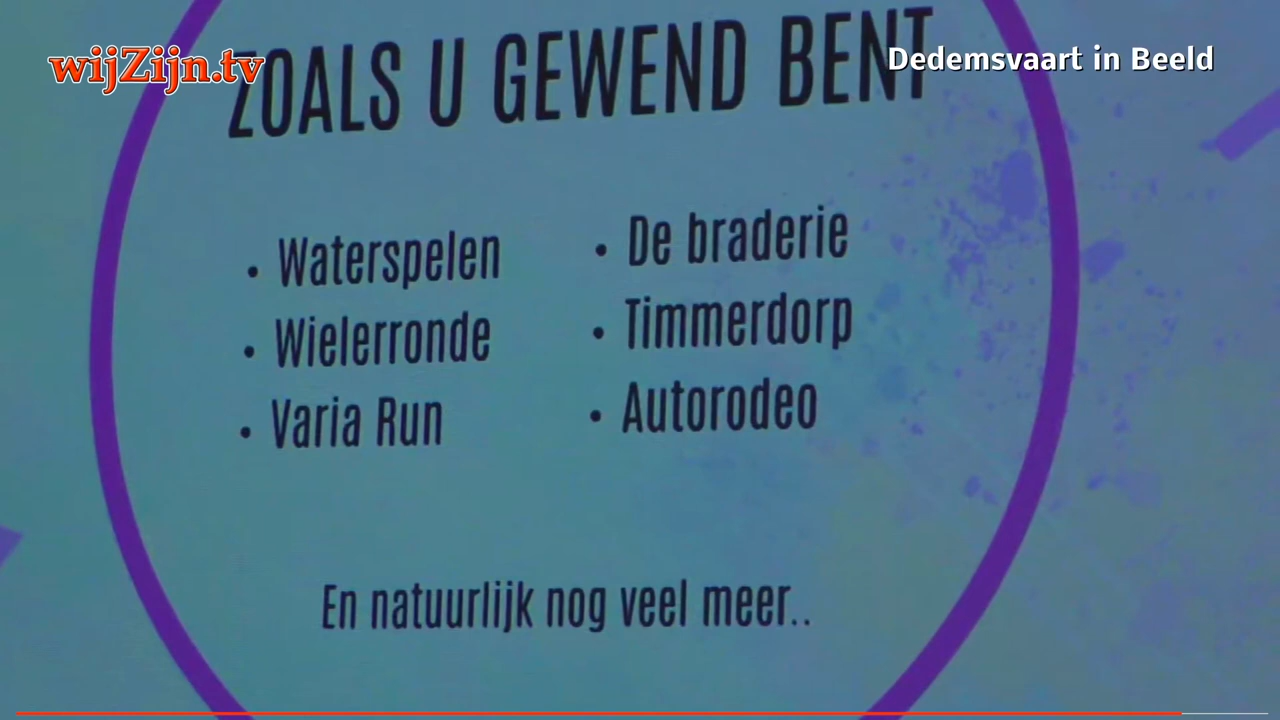 wijZijn.tv
Dedemsvaart in Beeld
ZOALS U GEWEND BENT
• Waterspelen
• Wielerronde
• Varia Run
• De braderie
• Timmerdorp
• Autorodeo
En natuurlijk nog veel meer..